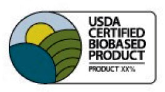 USDA
CERTIFIED
BIOBASED
PRODUCT
PRODUCT XX%